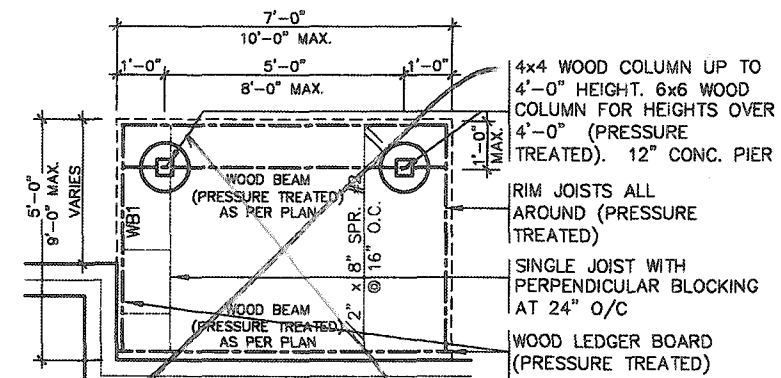 7'-0"
10'-0" MAX.
1'-0"
5'-0"
1'-0"
8'-0" MAX.
4x4 WOOD COLUMN UP TO
4'-0" HEIGHT. 6x6 WOOD
COLUMN FOR HEIGHTS OVER
4'-0" (PRESSURE
TREATED). 12" CONC. PIER
1'-0"
MAX.
5'-0"
9'-0" MAX.
VARIES
WB1
WOOD BEAM
(PRESSURE TREATED)
AS PER PLAN
2" x 8" SPR. #2
@ 16" O.C.
RIM JOISTS ALL
AROUND (PRESSURE
TREATED)
SINGLE JOIST WITH
PERPENDICULAR BLOCKING
AT 24" O/C
WOOD BEAM
(PRESSURE TREATED)
AS PER PLAN
WOOD LEDGER BOARD
(PRESSURE TREATED)